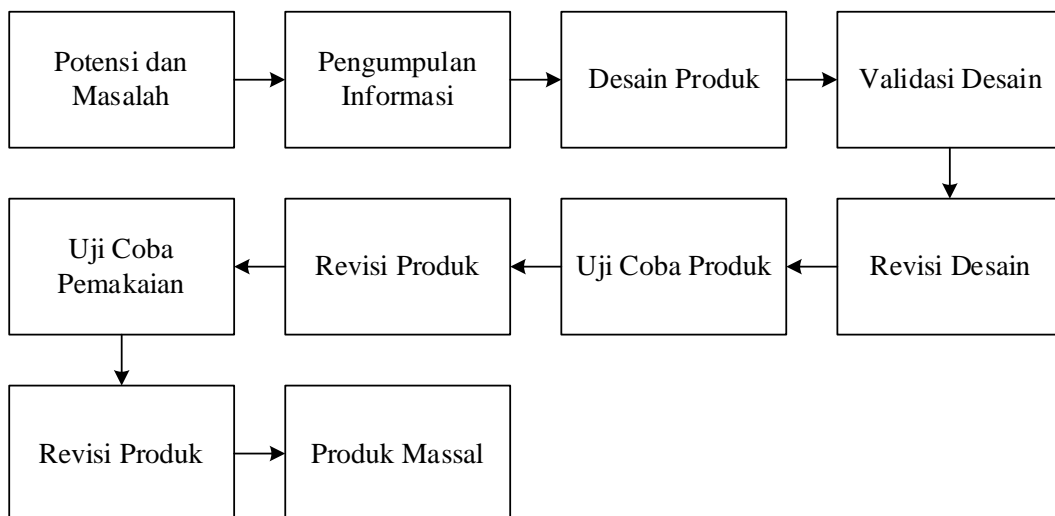 Potensi dan
Masalah
Pengumpulan
Informasi
Desain Produk
Validasi Desain
Revisi Desain
Uji Coba Produk
Revisi Produk
Uji Coba
Pemakaian
Revisi Produk
Produk Massal